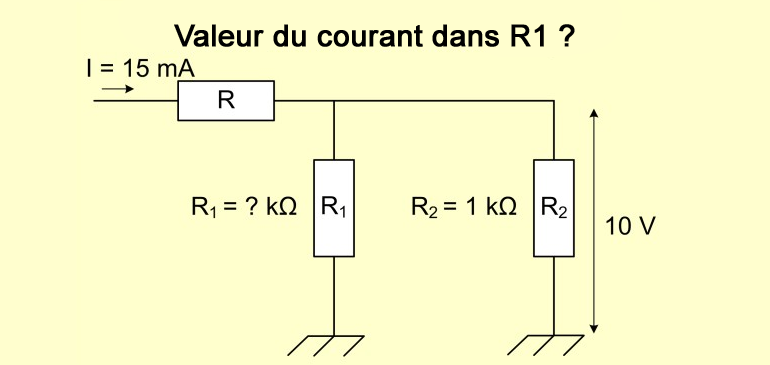 Valeur du courant dans R1 ?
I = 15 mA
R
R₁ = ? kΩ
R₁
R₂ = 1 kΩ
R₂
10 V